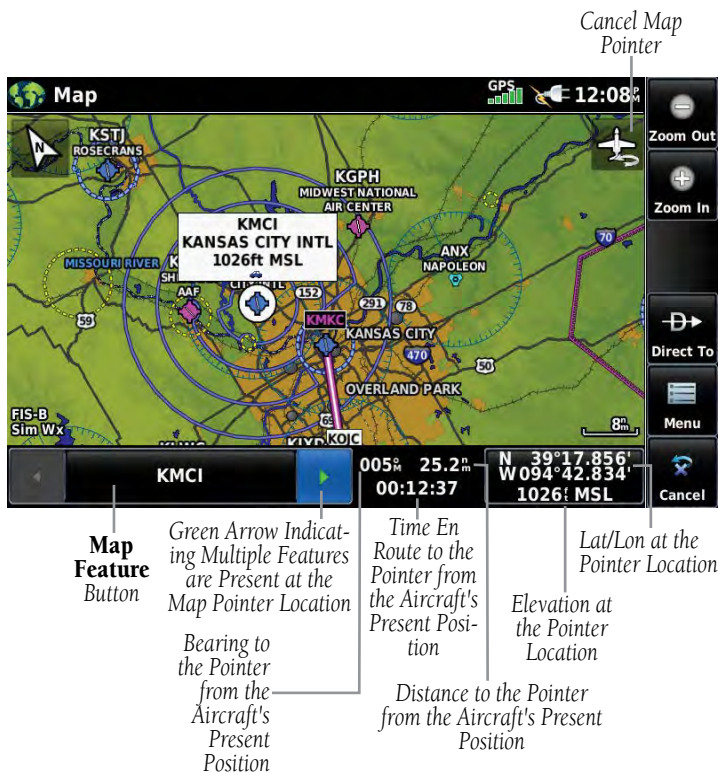 Cancel Map
Pointer
Map
GPS
12:08 PM
KSTJ
ROSECRANS
N
KGPH
MIDWEST NATIONAL
AIR CENTER
KMCI
KANSAS CITY INTL
1026ft MSL
MISSOURI RIVER
AAF
152
291
78
ANX
NAPOLEON
70
59
KMKC
KANSAS CITY
470
50
OVERLAND PARK
FIS-B
Sim Wx
KOJC
8nm
Zoom Out
Zoom In
Direct To
Menu
Cancel
KMCI
005°M 25.2nm
00:12:37
N 39°17.856'
W094°42.834'
1026ft MSL
Map
Feature
Button
Green Arrow Indicat-
ing Multiple Features
are Present at the
Map Pointer Location
Time En
Route to the
Pointer from
the Aircraft's
Present Posi-
tion
Lat/Lon at the
Pointer Location
Elevation at
the Pointer
Location
Bearing to
the Pointer
from the
Aircraft's
Present
Position
Distance to the Pointer
from the Aircraft's Present
Position